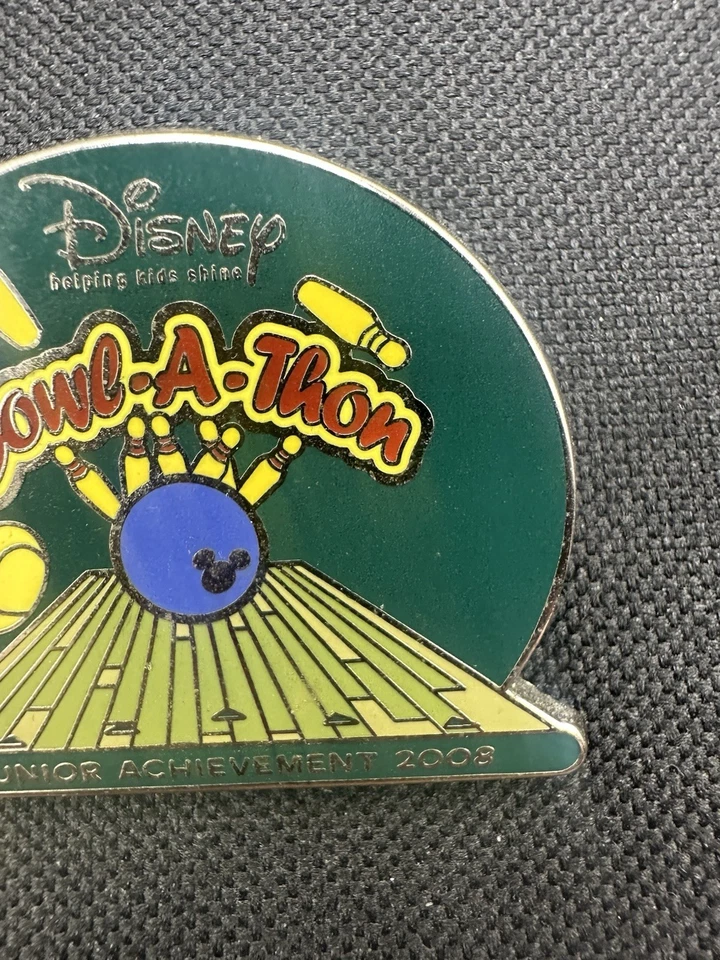 Disney
helping kids shine
owl-A-Thon
UNIOR ACHIEVEMENT 2008